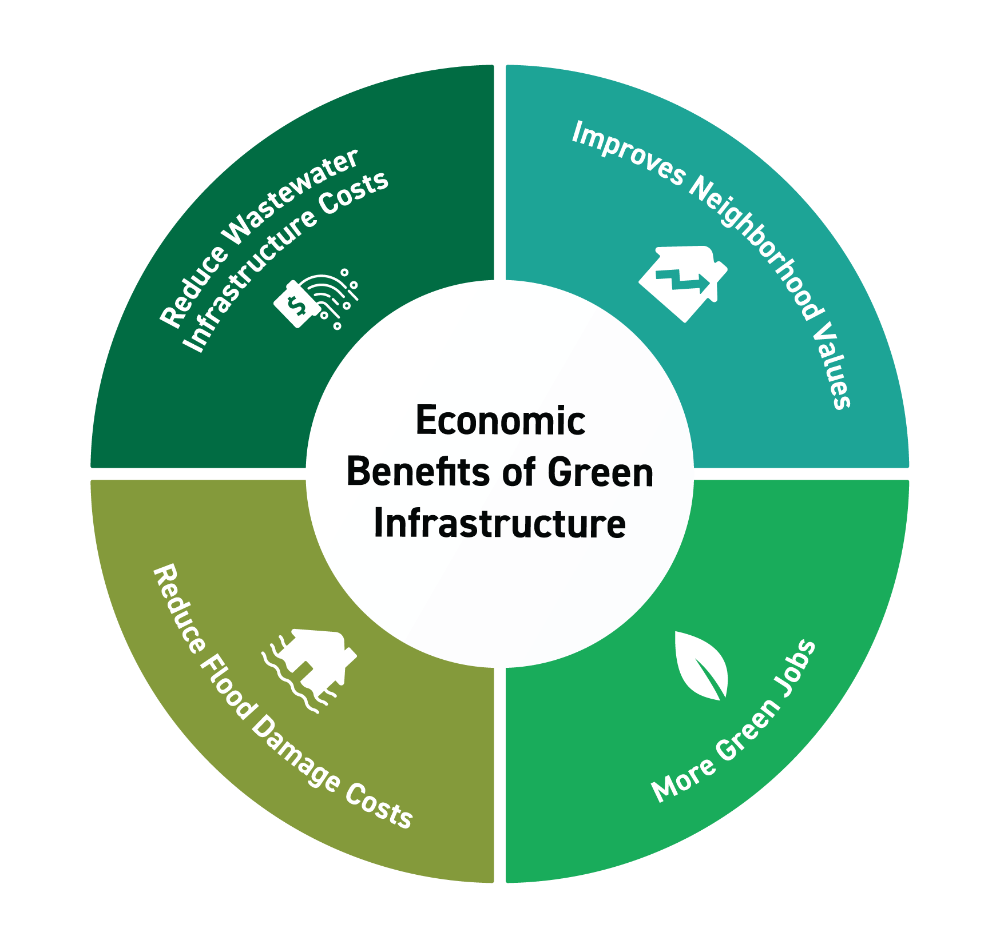 Reduce Wastewater
Infrastructure Costs
$
Improves Neighborhood Values
Economic
Benefits of Green
Infrastructure
Reduce Flood Damage Costs
More Green Jobs